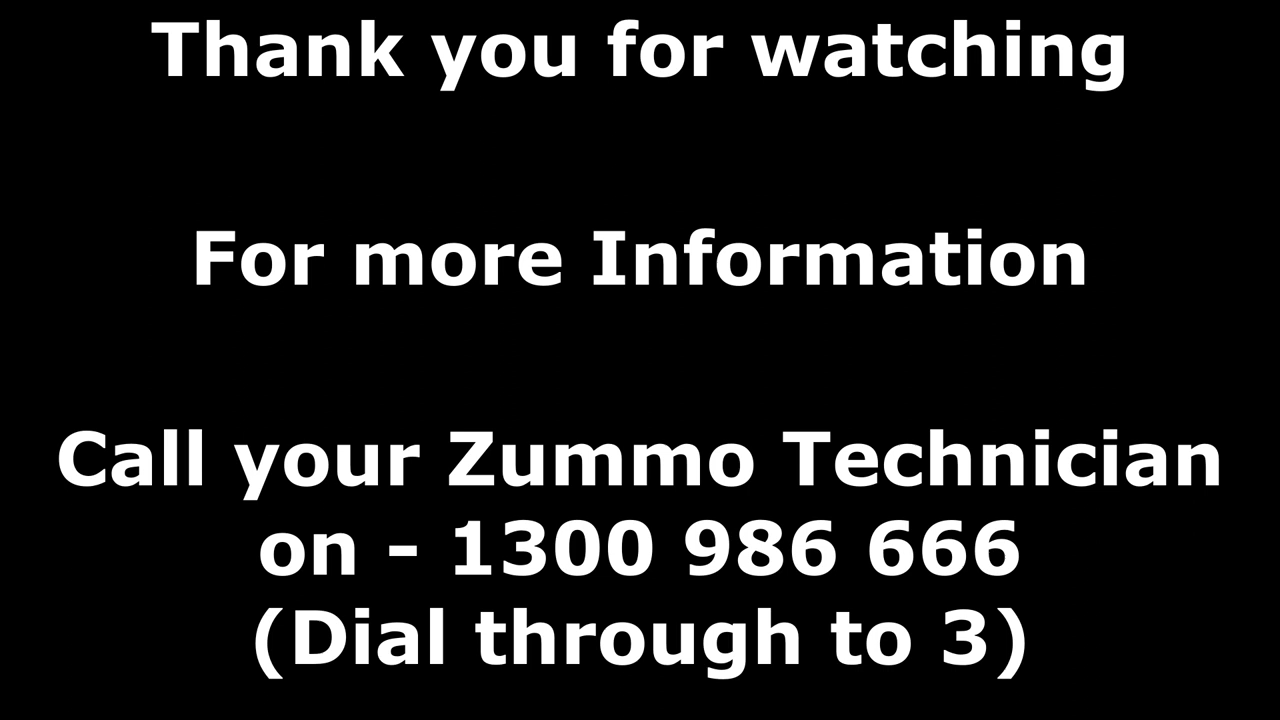 Thank you for watching
For more Information
Call your Zummo Technician
on - 1300 986 666
(Dial through to 3)